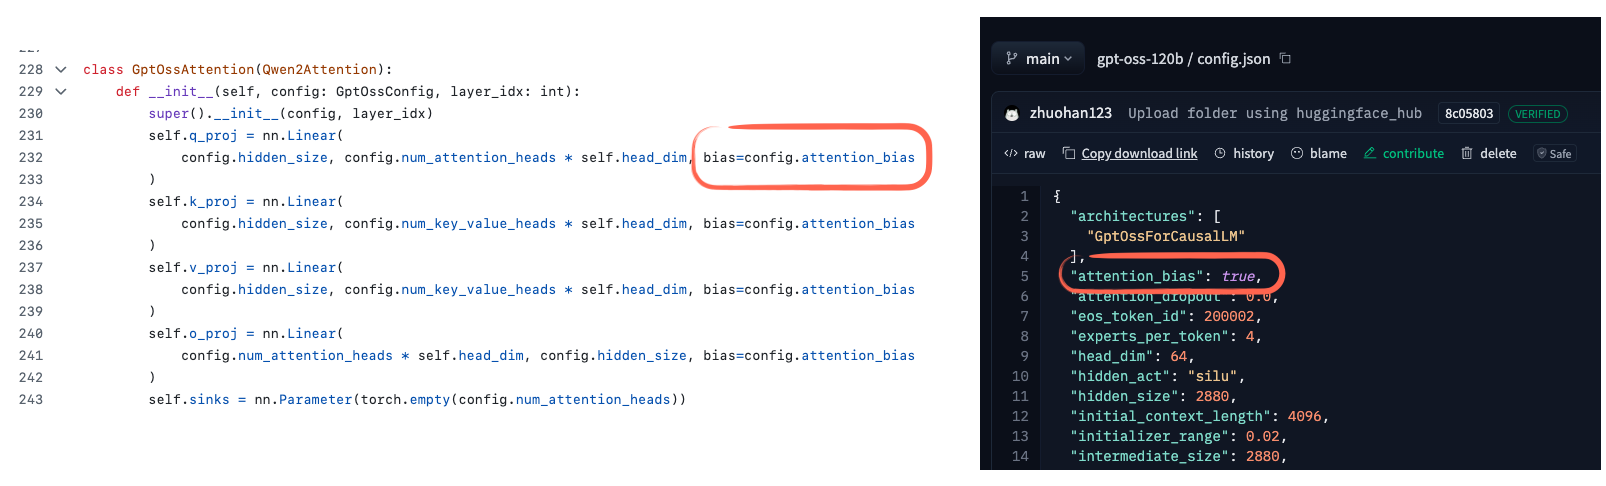 228 class GptOssAttention(Qwen2Attention):
229 def __init__(self, config: GptOssConfig, layer_idx: int):
230 super().__init__(config, layer_idx)
231 self.q_proj = nn.Linear(
232 config.hidden_size, config.num_attention_heads * self.head_dim, bias=config.attention_bias
233 )
234 self.k_proj = nn.Linear(
235 config.hidden_size, config.num_key_value_heads * self.head_dim, bias=config.attention_bias
236 )
237 self.v_proj = nn.Linear(
238 config.hidden_size, config.num_key_value_heads * self.head_dim, bias=config.attention_bias
239 )
240 self.o_proj = nn.Linear(
241 config.num_attention_heads * self.head_dim, config.hidden_size, bias=config.attention_bias
242 )
243 self.sinks = nn.Parameter(torch.empty(config.num_attention_heads))
main gpt-oss-120b / config.json
zhuohan123 Upload folder using huggingface_hub 8c05803 VERIFIED
</> raw Copy download link history blame contribute delete Safe
1 {
2 "architectures": [
3 "GptOssForCausalLM"
4 ],
5 "attention_bias": true,
6 "attention_dropout": 0.0,
7 "eos_token_id": 200002,
8 "experts_per_token": 4,
9 "head_dim": 64,
10 "hidden_act": "silu",
11 "hidden_size": 2880,
12 "initial_context_length": 4096,
13 "initializer_range": 0.02,
14 "intermediate_size": 2880,